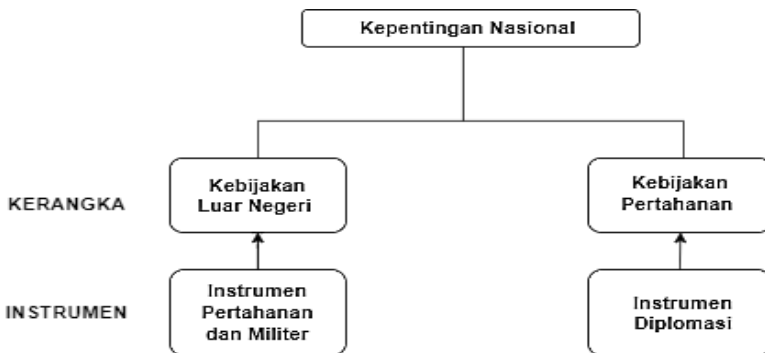 Kepentingan Nasional
KERANGKA
Kebijakan
Luar Negeri
Kebijakan
Pertahanan
INSTRUMEN
Instrumen
Pertahanan
dan Militer
Instrumen
Diplomasi